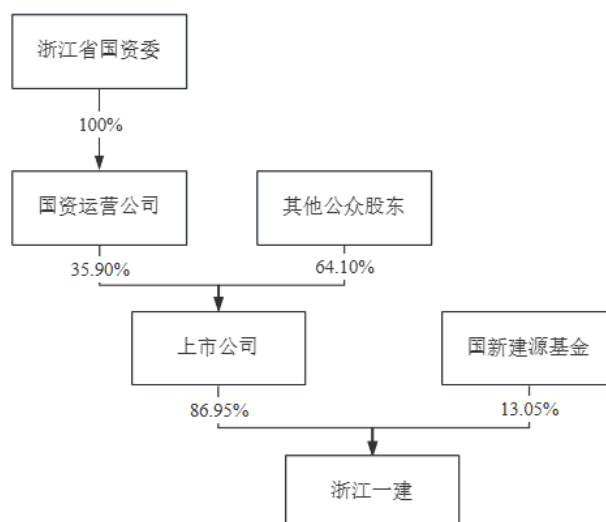 浙江省国资委
100%
国资运营公司
其他公众股东
35.90%
64.10%
上市公司
国新建源基金
86.95%
13.05%
浙江一建